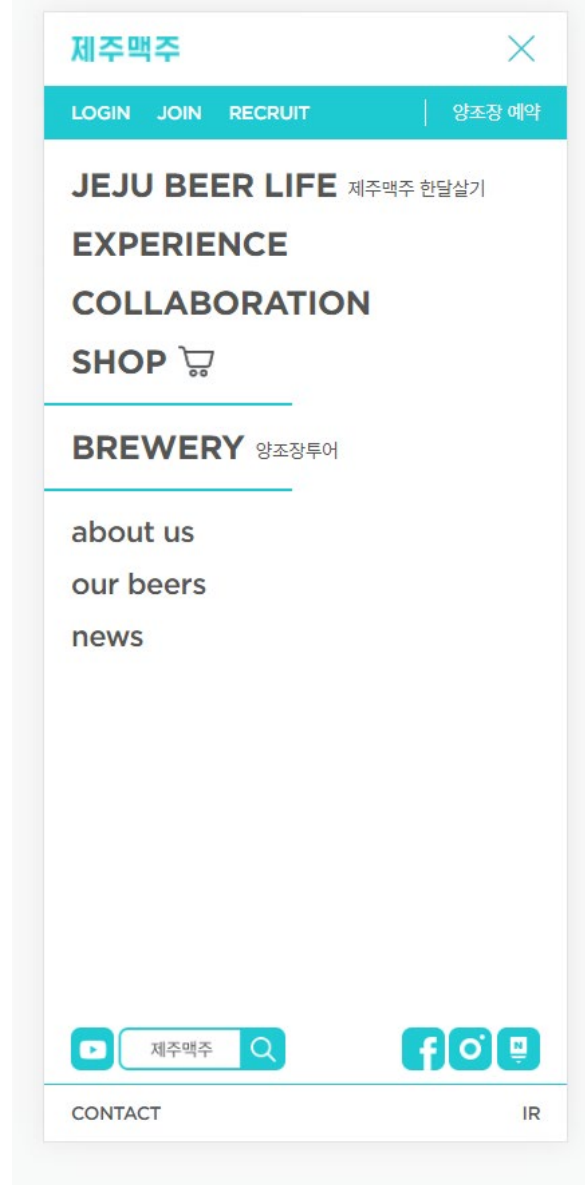 제주맥주
LOGIN JOIN RECRUIT 양조장 예약
JEJU BEER LIFE 제주맥주 한달살기
EXPERIENCE
COLLABORATION
SHOP
BREWERY 양조장투어
about us
our beers
news
제주맥주 f N
CONTACT IR